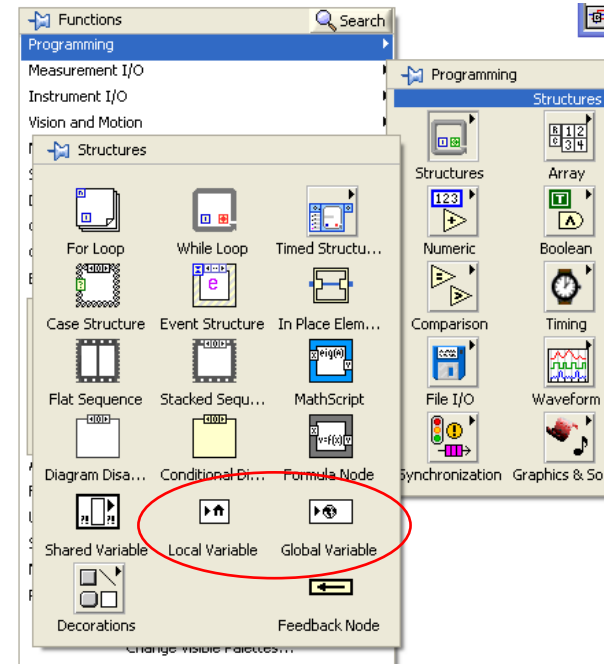 Functions
Search
Programming
Measurement I/O
Instrument I/O
Vision and Motion
Programming
Structures
Structures
Array
Numeric
Boolean
Comparison
Timing
File I/O
Waveform
Synchronization
Graphics & So
Structures
For Loop
While Loop
Timed Structu...
Case Structure
Event Structure
In Place Elem...
Flat Sequence
Stacked Sequ...
MathScript
Diagram Disa...
Conditional Di...
Formula Node
Shared Variable
Local Variable
Global Variable
Decorations
Feedback Node
Change Visible Palettes...